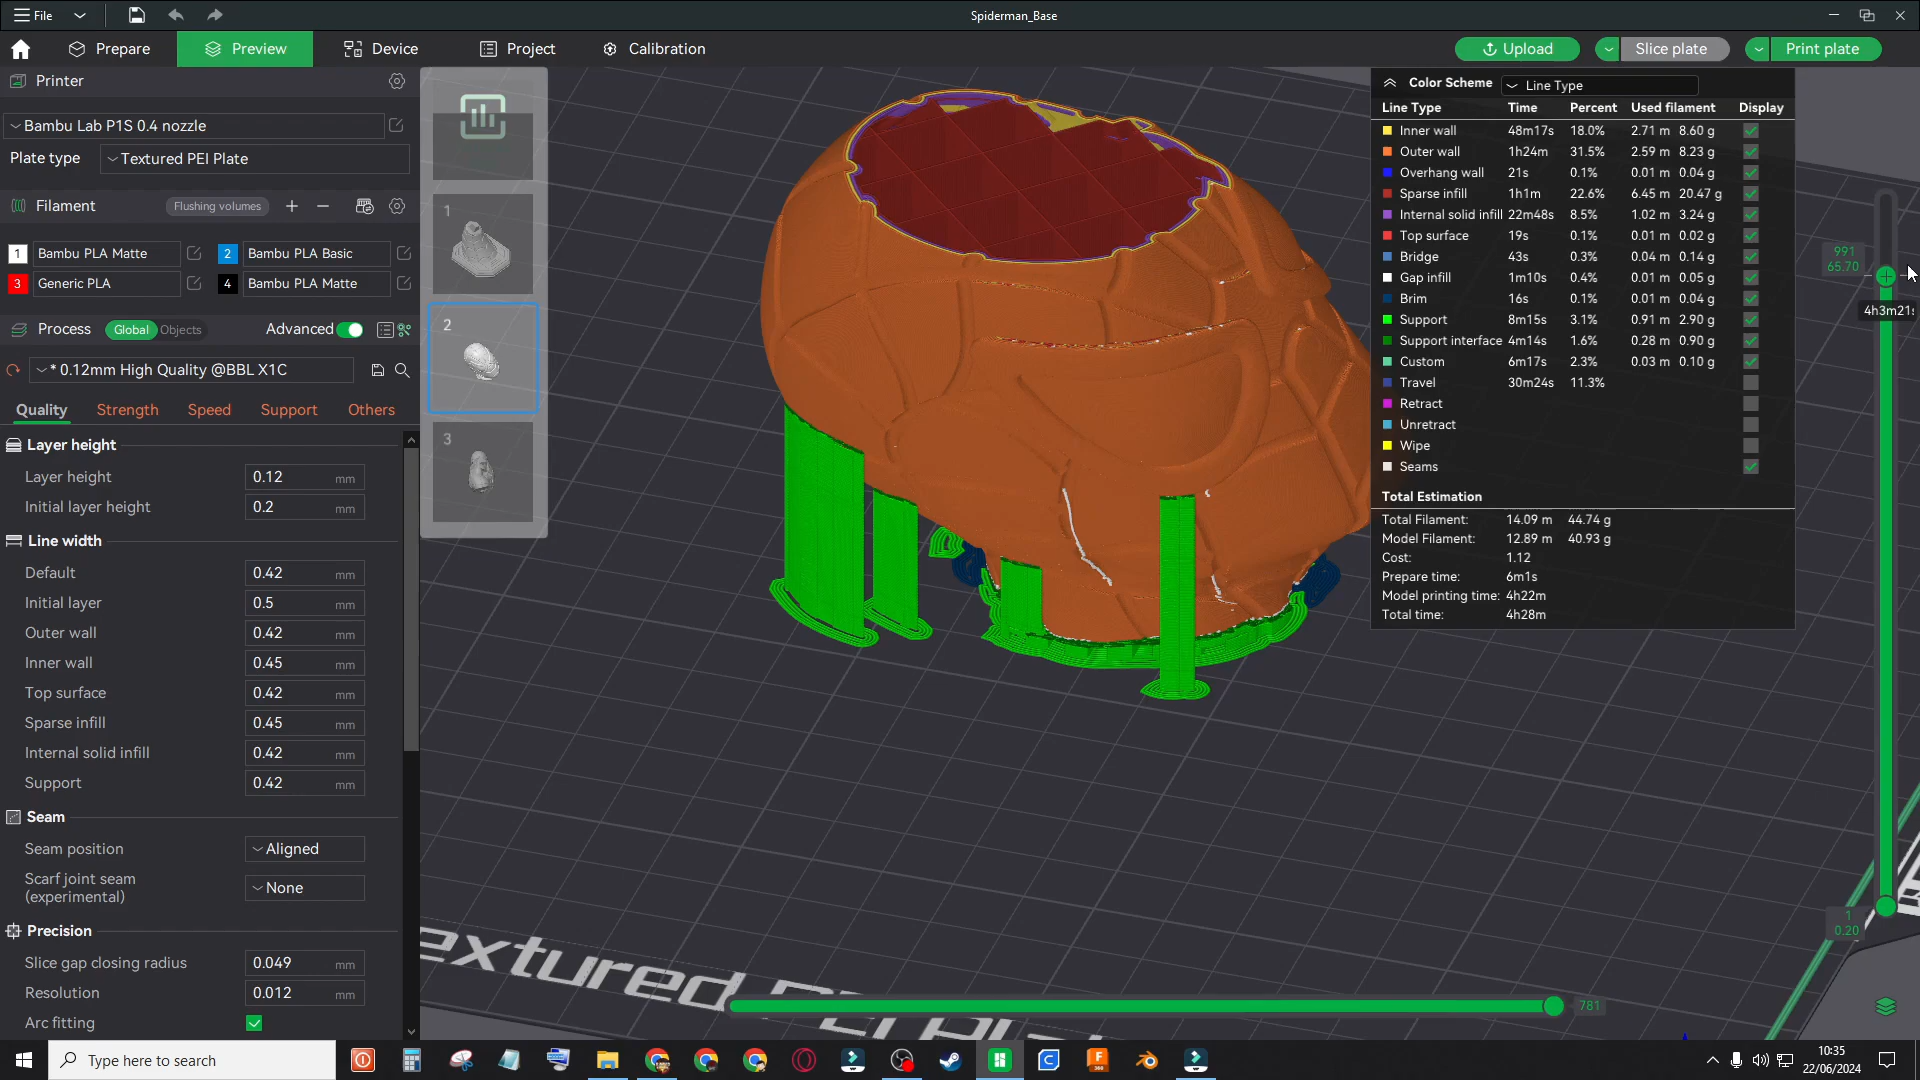 File
Spiderman_Base
Prepare
Preview
Device
Project
Calibration
Upload
Slice plate
Print plate
Printer
Bambu Lab P1S 0.4 nozzle
Plate type
Textured PEI Plate
Filament
Flushing volumes
1 Bambu PLA Matte
2 Bambu PLA Basic
3 Generic PLA
4 Bambu PLA Matte
Process Global Objects Advanced
* 0.12mm High Quality @BBL X1C
Quality Strength Speed Support Others
Layer height
Layer height 0.12 mm
Initial layer height 0.2 mm
Line width
Default 0.42 mm
Initial layer 0.5 mm
Outer wall 0.42 mm
Inner wall 0.45 mm
Top surface 0.42 mm
Sparse infill 0.45 mm
Internal solid infill 0.42 mm
Support 0.42 mm
Seam
Seam position Aligned
Scarf joint seam
(experimental)
None
Precision
Slice gap closing radius 0.049 mm
Resolution 0.012 mm
Arc fitting
1
2
3
Color Scheme Line Type
Line Type Time Percent Used filament Display
Inner wall 48m17s 18.0% 2.71 m 8.60 g
Outer wall 1h24m 31.5% 2.59 m 8.23 g
Overhang wall 21s 0.1% 0.01 m 0.04 g
Sparse infill 1h1m 22.6% 6.45 m 20.47 g
Internal solid infill 22m48s 8.5% 1.02 m 3.24 g
Top surface 19s 0.1% 0.01 m 0.02 g
Bridge 43s 0.3% 0.04 m 0.14 g
Gap infill 1m10s 0.4% 0.01 m 0.05 g
Brim 16s 0.1% 0.01 m 0.04 g
Support 8m15s 3.1% 0.91 m 2.90 g
Support interface 4m14s 1.6% 0.28 m 0.90 g
Custom 6m17s 2.3% 0.03 m 0.10 g
Travel 30m24s 11.3%
Retract
Unretract
Wipe
Seams
Total Estimation
Total Filament: 14.09 m 44.74 g
Model Filament: 12.89 m 40.93 g
Cost: 1.12
Prepare time: 6m1s
Model printing time: 4h22m
Total time: 4h28m
991
65.70
4h3m21s
1
0.20
781
extured PEI Pl
Type here to search
10:35
22/06/2024